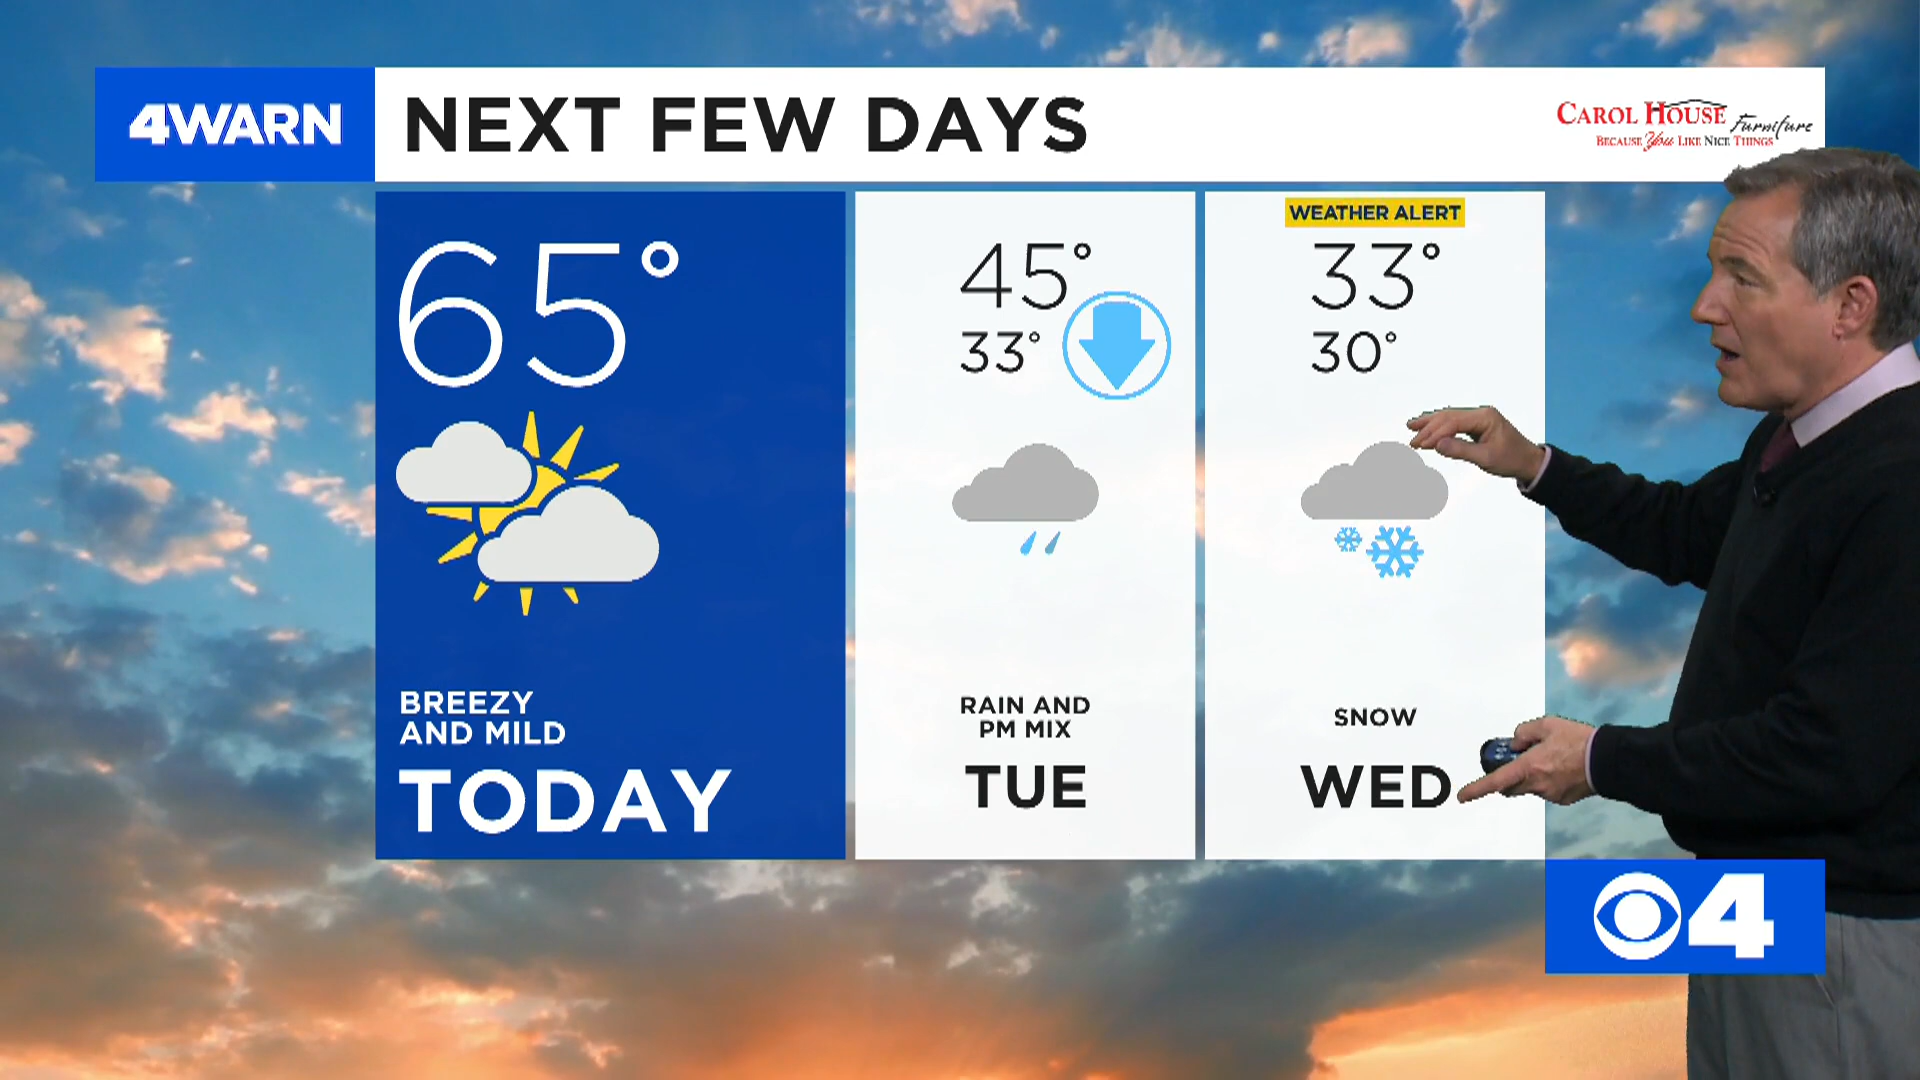 4WARN
NEXT FEW DAYS
CAROL HOUSE Furniture
BECAUSE You LIKE NICE THINGS
65°
BREEZY
AND MILD
TODAY
45°
33°
RAIN AND
PM MIX
TUE
WEATHER ALERT
33°
30°
SNOW
WED
4